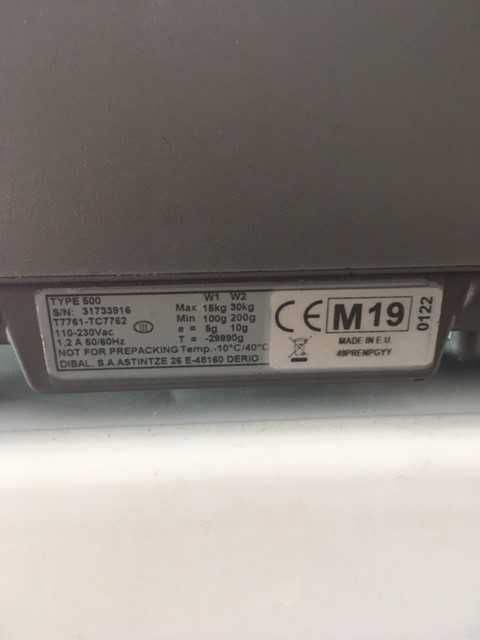 TYPE 500
S/N: 31733916
T7761-TC7762
110-230Vac
1,2 A 50/60Hz
III
W1 W2
Max 15kg 30kg
Min 100g 200g
e = 5g 10g
T = -29990g
NOT FOR PREPACKING Temp. -10°C/40°C
DIBAL, S.A ASTINTZE 26 E-48160 DERIO
CE M19 0122
MADE IN E.U.